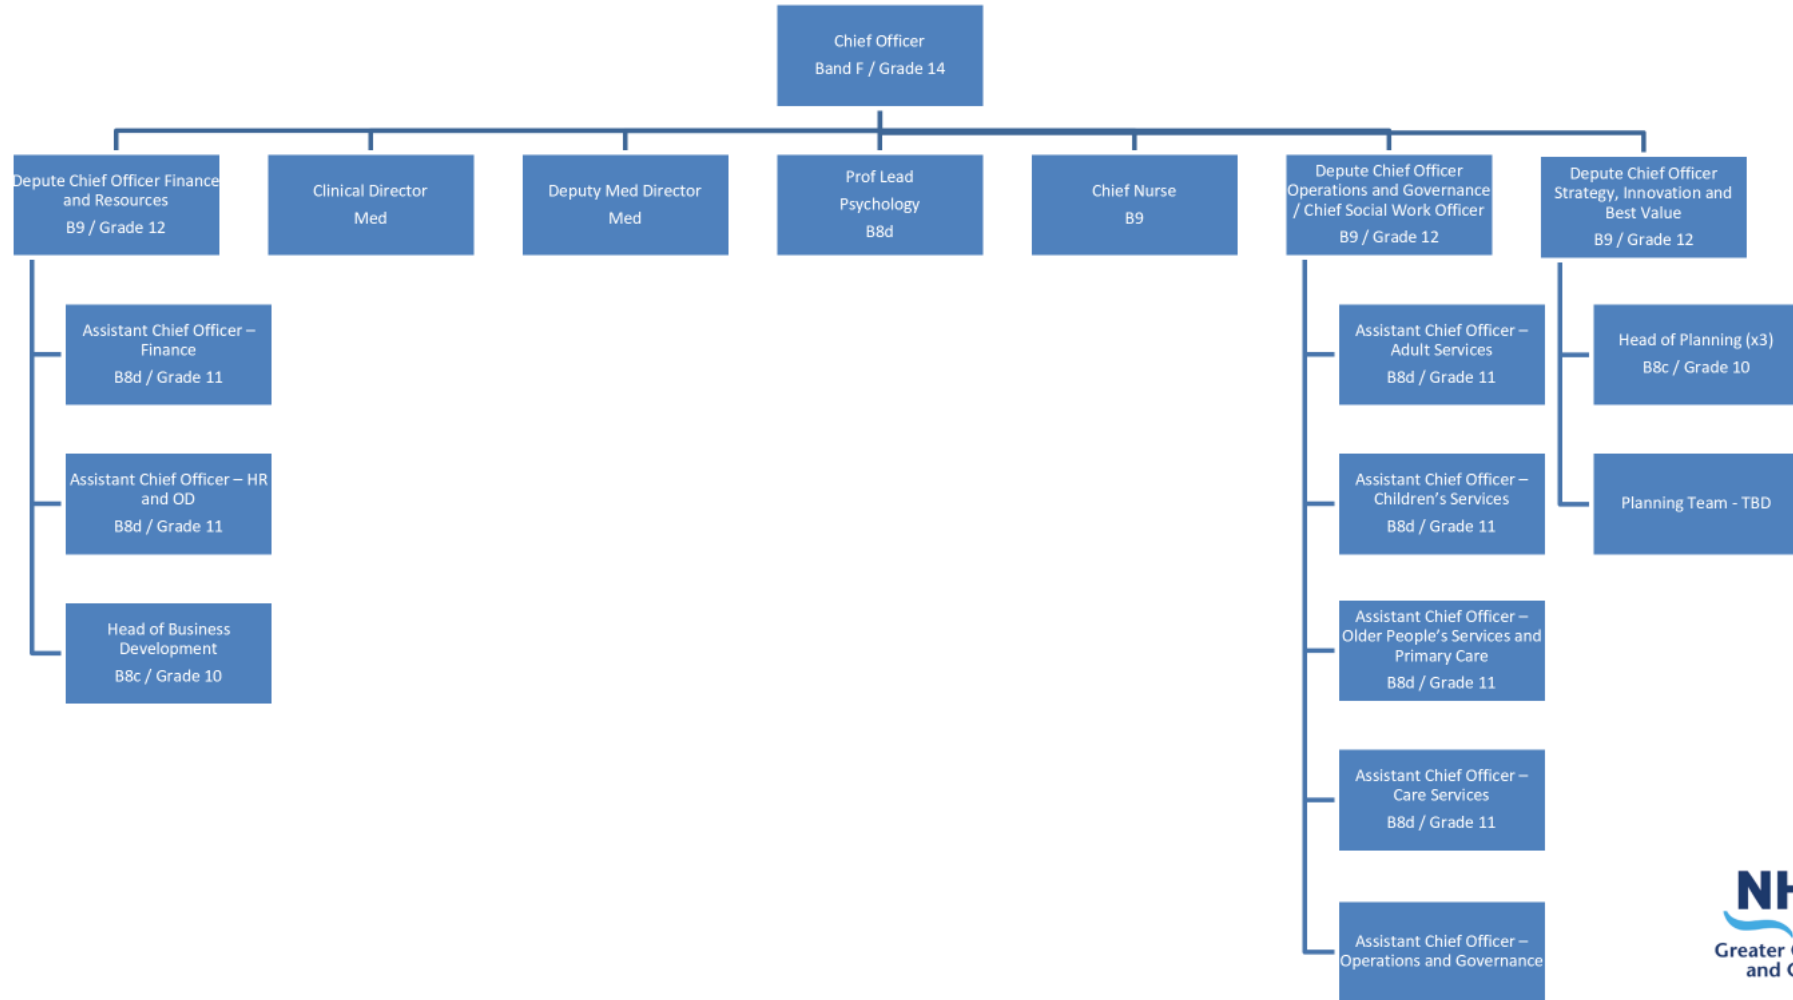 Chief Officer
Band F / Grade 14
Depute Chief Officer Finance
and Resources
B9 / Grade 12
Clinical Director
Med
Deputy Med Director
Med
Prof Lead
Psychology
B8d
Chief Nurse
B9
Depute Chief Officer
Operations and Governance
/ Chief Social Work Officer
B9 / Grade 12
Depute Chief Officer
Strategy, Innovation and
Best Value
B9 / Grade 12
Assistant Chief Officer –
Finance
B8d / Grade 11
Assistant Chief Officer – HR
and OD
B8d / Grade 11
Head of Business
Development
B8c / Grade 10
Assistant Chief Officer –
Adult Services
B8d / Grade 11
Assistant Chief Officer –
Children’s Services
B8d / Grade 11
Assistant Chief Officer –
Older People’s Services and
Primary Care
B8d / Grade 11
Assistant Chief Officer –
Care Services
B8d / Grade 11
Assistant Chief Officer –
Operations and Governance
Head of Planning (x3)
B8c / Grade 10
Planning Team - TBD
Greater
and